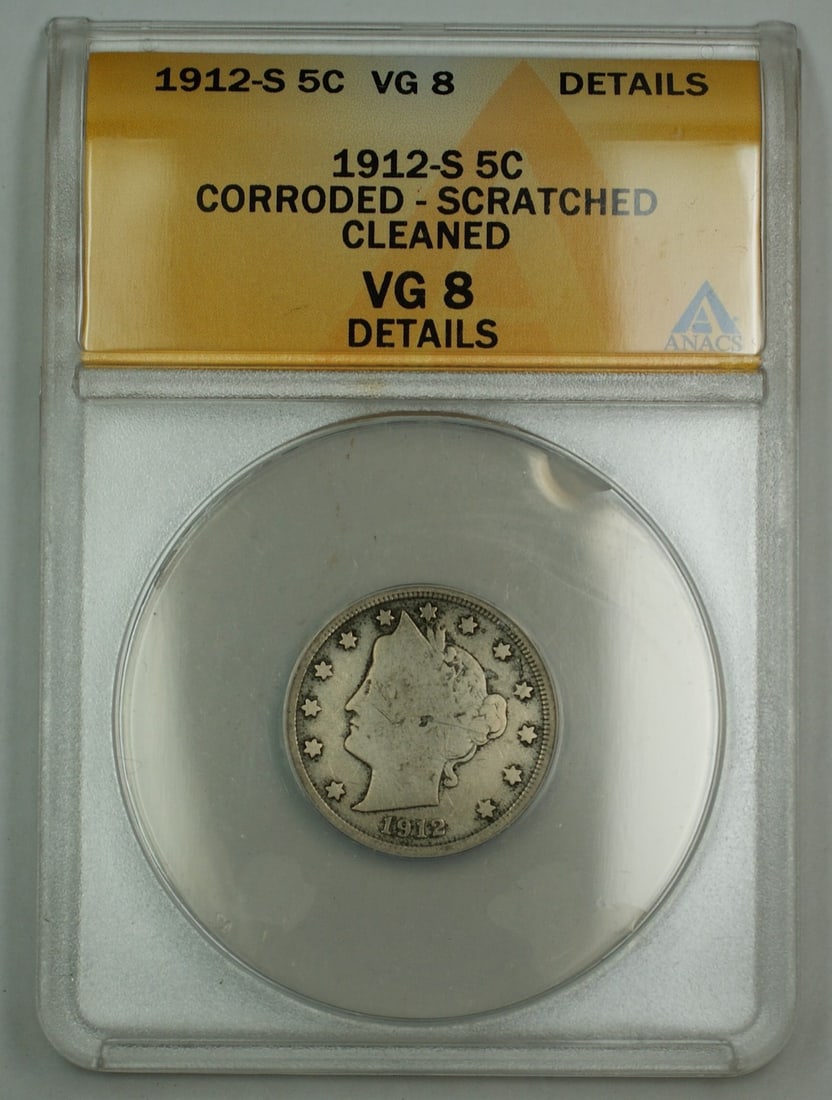 1912-S 5C VG 8 DETAILS
1912-S 5C
CORRODED - SCRATCHED
CLEANED
VG 8
DETAILS
ANACS
1912